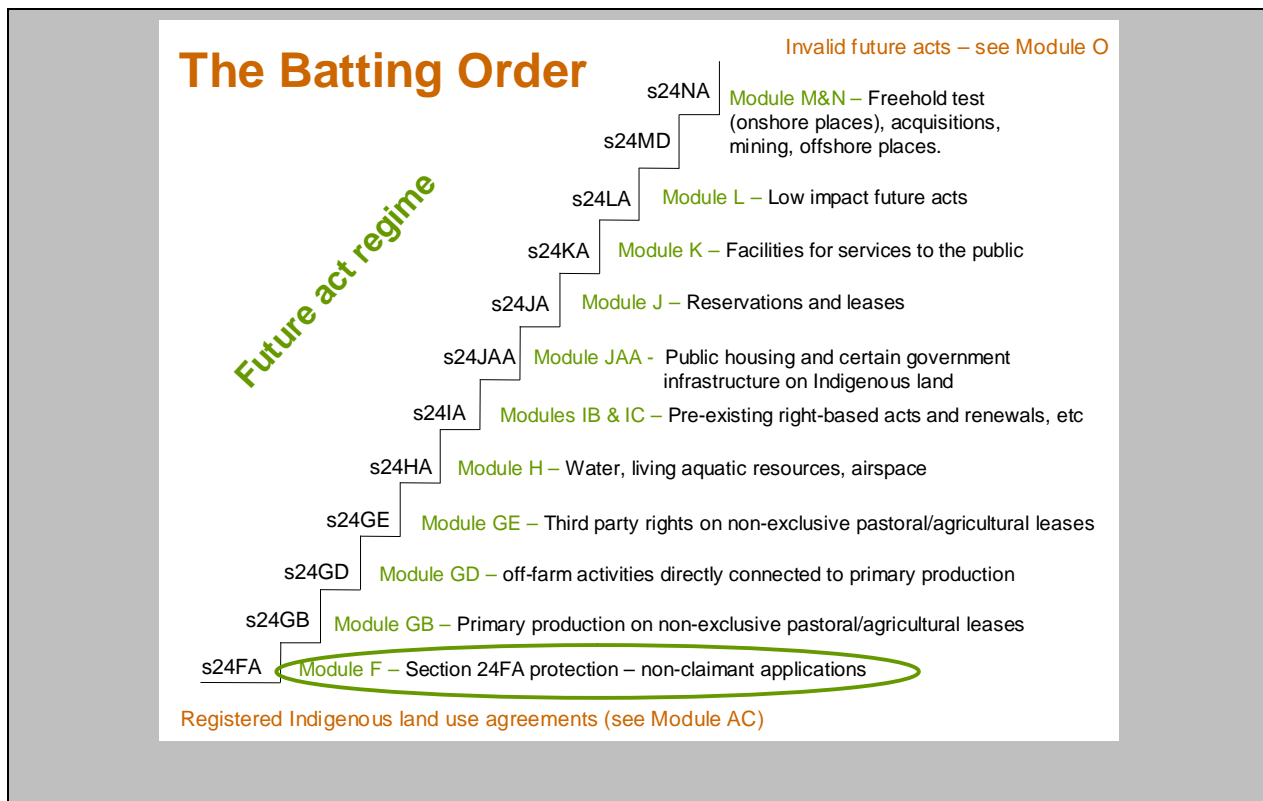 Invalid future acts – see Module O
The Batting Order
s24NA
Module M&N – Freehold test
(onshore places), acquisitions,
mining, offshore places.
s24MD
s24LA
Module L – Low impact future acts
Future act regime
s24KA
Module K – Facilities for services to the public
s24JA
Module J – Reservations and leases
s24JAA
Module JAA - Public housing and certain government
infrastructure on Indigenous land
s24IA
Modules IB & IC – Pre-existing right-based acts and renewals, etc
s24HA
Module H – Water, living aquatic resources, airspace
s24GE
Module GE – Third party rights on non-exclusive pastoral/agricultural leases
s24GD
Module GD – off-farm activities directly connected to primary production
s24GB
Module GB – Primary production on non-exclusive pastoral/agricultural leases
s24FA
Module F – Section 24FA protection – non-claimant applications
Registered Indigenous land use agreements (see Module AC)